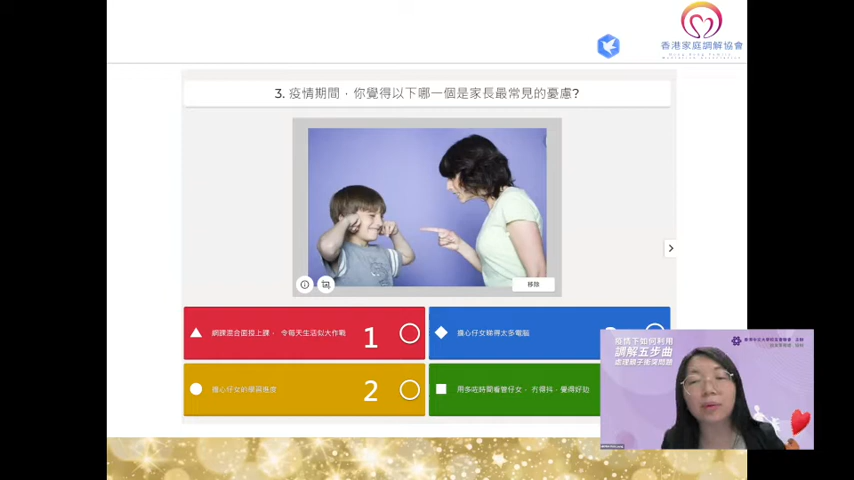 香港家庭調解協會
3. 疫情期間，你覺得以下哪一個是家長最常見的憂慮?
移除
網課混合面授上課， 令每天生活似大作戰
1
擔心仔女睇得太多電腦
擔心仔女的學習進度
2
用多咗時間看管仔女， 冇得抖，覺得好劫
疫情下如何利用
調解五步曲
處理親子衝突問題